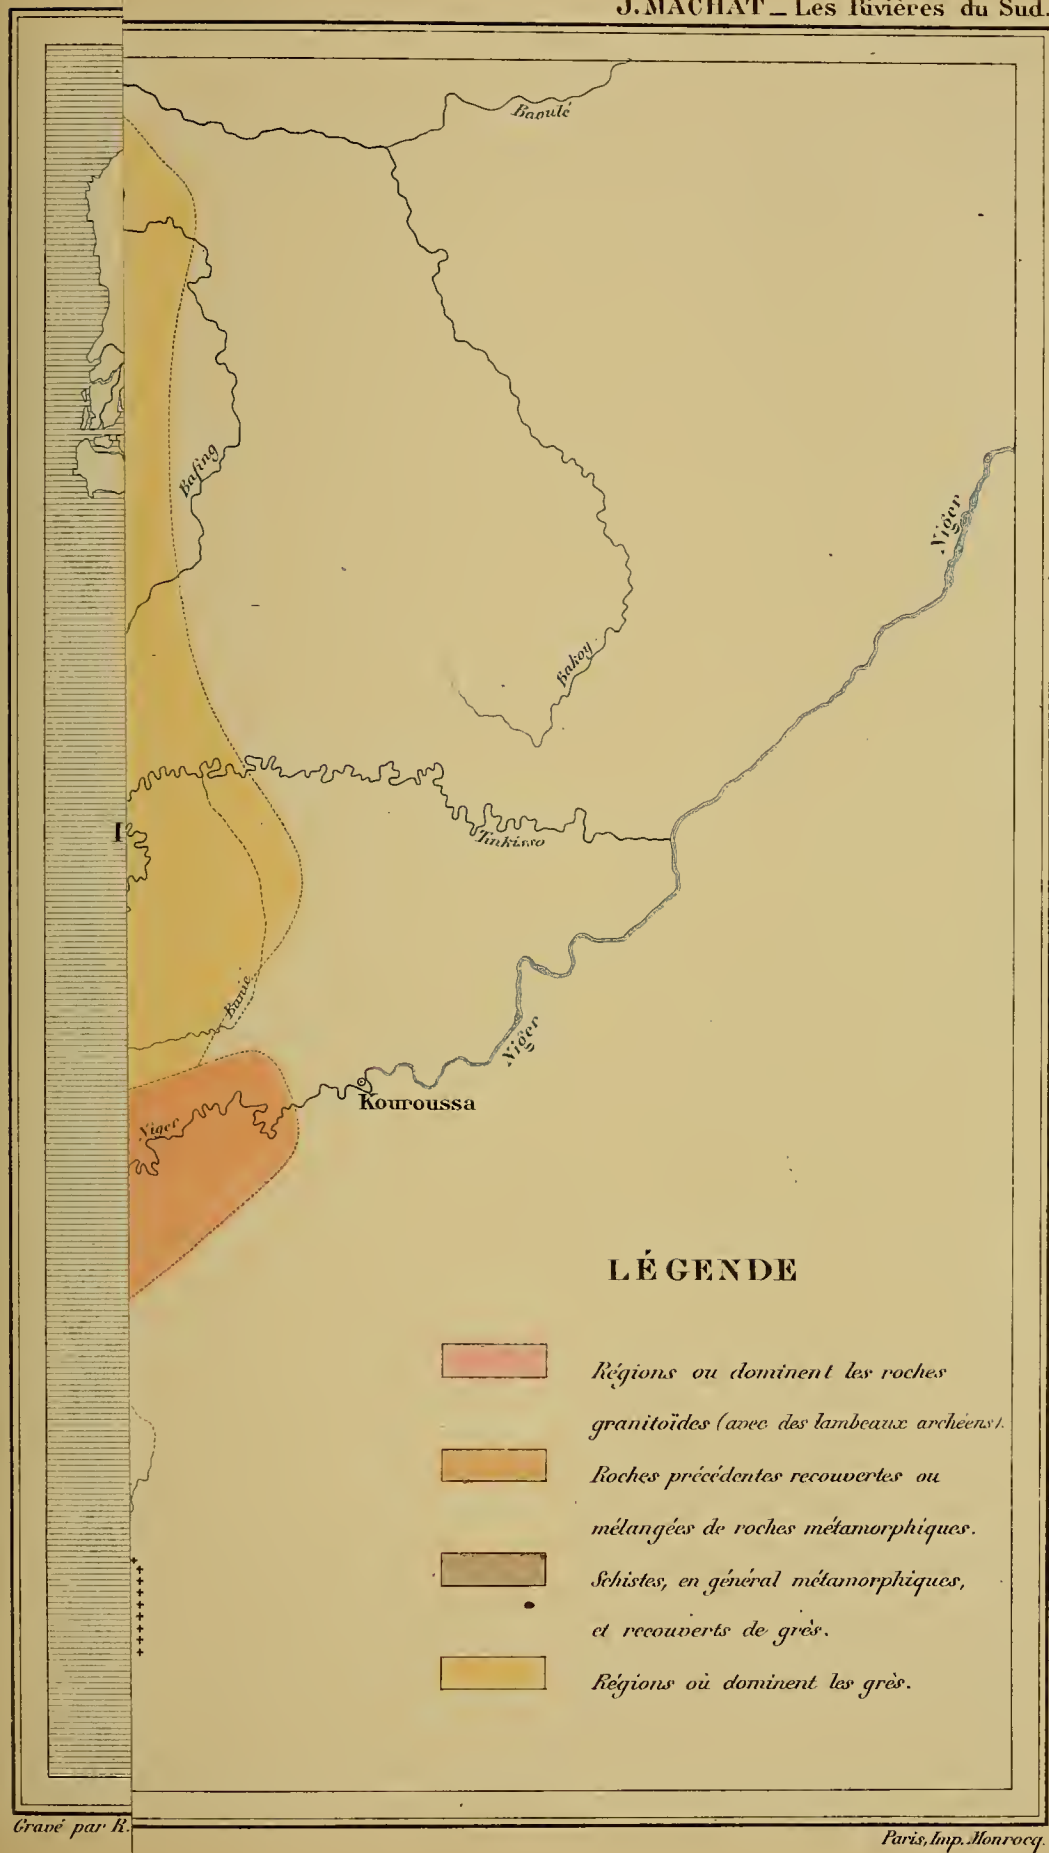 J. MACHAT _ Les Rivières du Sud.
Baoulé
Bafing
Niger
Bakoy
Tinkisso
I
Banie
Niger
Kouroussa
Niger
LÉGENDE
Régions ou dominent les roches
granitoïdes (avec des lambeaux archéens).
Roches précédentes recouvertes ou
mélangées de roches métamorphiques.
Schistes, en général métamorphiques,
et recouverts de grès.
Régions où dominent les grès.
Gravé par R.
Paris, Imp. Monrocq.